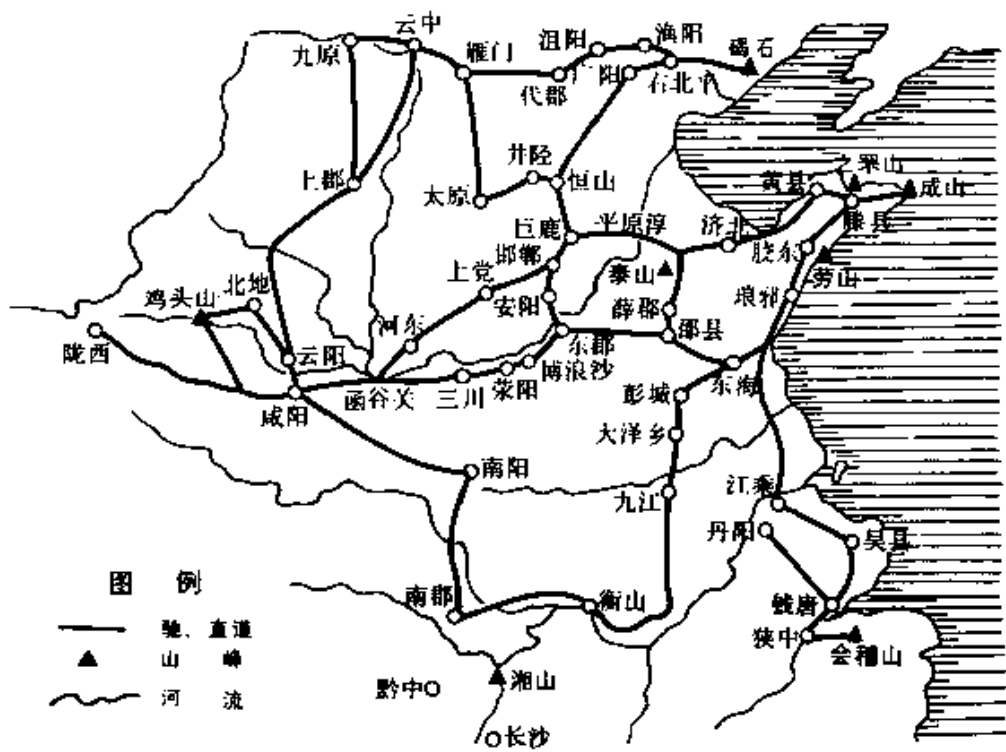 云中
九原
雁门
沮阳
渔阳
碣石
代郡
广阳
右北平
上郡
井陉
太原
恒山
黄县
罘山
成山
腄县
巨鹿
平原淳
济北
胶东
劳山
邯郸
上党
泰山
琅邪
鸡头山
北地
安阳
薛郡
陇西
云阳
河东
东郡
邵县
咸阳
函谷关
三川
荥阳
博浪沙
彭城
东海
大泽乡
南阳
九江
江乘
丹阳
吴县
图 例
驰、直道
山 峰
河 流
南郡
衡山
钱唐
狭中
会稽山
黔中
湘山
长沙